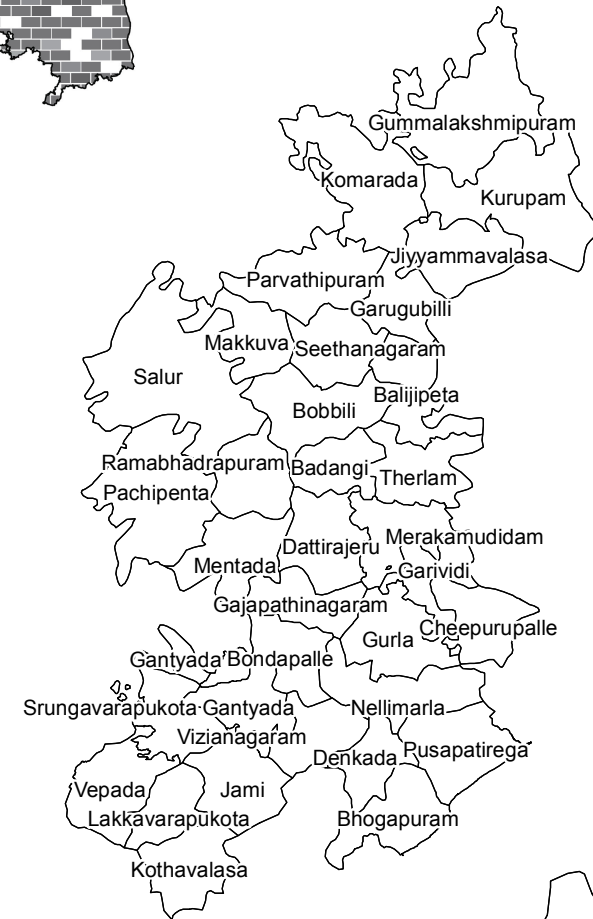 Gummalakshmipuram
Komarada
Kurupam
Jiyyammavalasa
Parvathipuram
Garugubilli
Makkuva
Seethanagaram
Salur
Balijipeta
Bobbili
Ramabhadrapuram
Badangi
Therlam
Pachipenta
Merakamudidam
Dattirajeru
Mentada
Garividi
Gajapathinagaram
Cheepurupalle
Gurla
Gantyada
Bondapalle
Srungavarapukota
Gantyada
Nellimarla
Vizianagaram
Denkada
Pusapatirega
Vepada
Jami
Lakkavarapukota
Bhogapuram
Kothavalasa